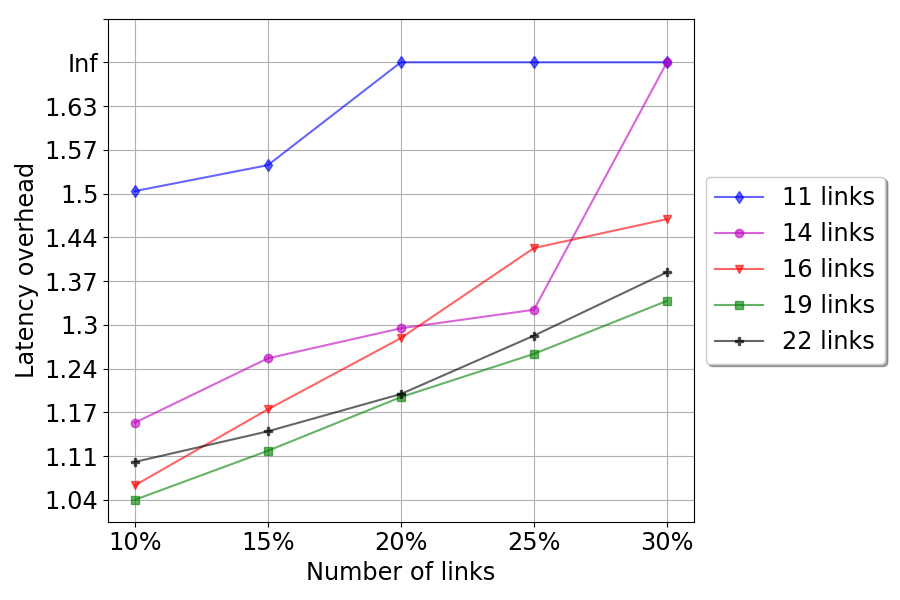 Inf
1.63
1.57
1.5
1.44
1.37
1.3
1.24
1.17
1.11
1.04
Latency overhead
10% 15% 20% 25% 30%
Number of links
11 links
14 links
16 links
19 links
22 links